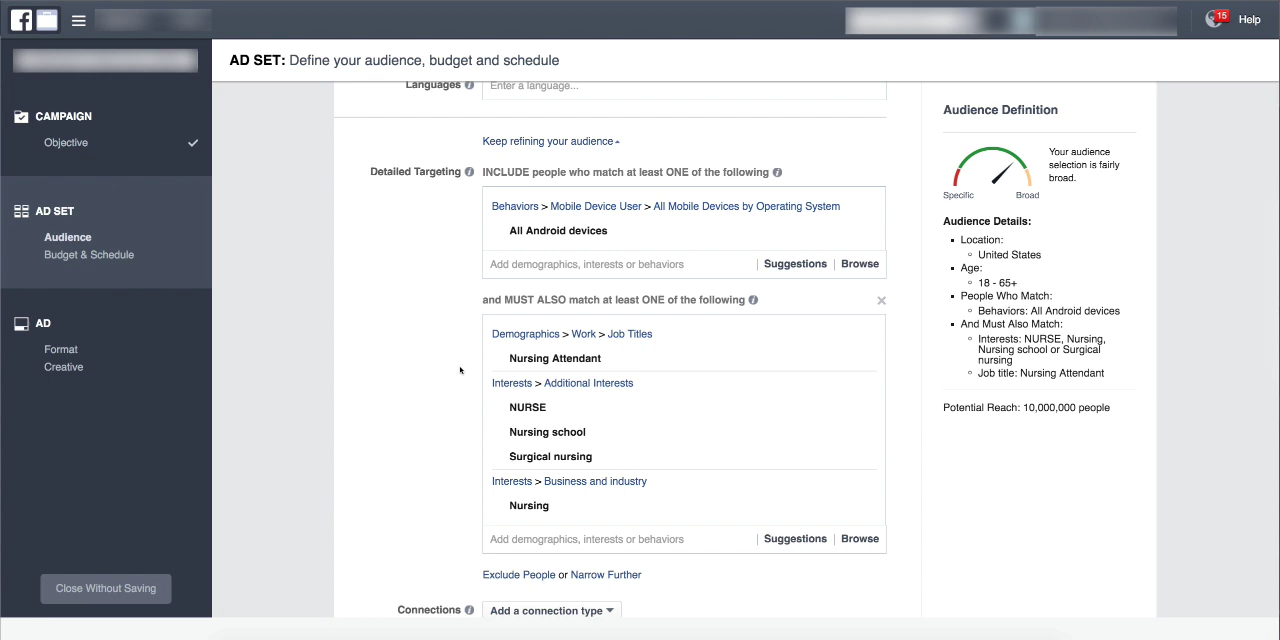 15 Help
AD SET: Define your audience, budget and schedule
CAMPAIGN
Objective
AD SET
Audience
Budget & Schedule
AD
Format
Creative
Close Without Saving
Languages
Enter a language...
Keep refining your audience
Detailed Targeting
INCLUDE people who match at least ONE of the following
Behaviors > Mobile Device User > All Mobile Devices by Operating System
All Android devices
Add demographics, interests or behaviors | Suggestions | Browse
and MUST ALSO match at least ONE of the following
Demographics > Work > Job Titles
Nursing Attendant
Interests > Additional Interests
NURSE
Nursing school
Surgical nursing
Interests > Business and industry
Nursing
Add demographics, interests or behaviors | Suggestions | Browse
Exclude People or Narrow Further
Connections
Add a connection type
Audience Definition
Your audience
selection is fairly
broad.
Specific
Broad
Audience Details:
Location:
United States
Age:
18 - 65+
People Who Match:
Behaviors: All Android devices
And Must Also Match:
Interests: NURSE, Nursing,
Nursing school or Surgical
nursing
Job title: Nursing Attendant
Potential Reach: 10,000,000 people